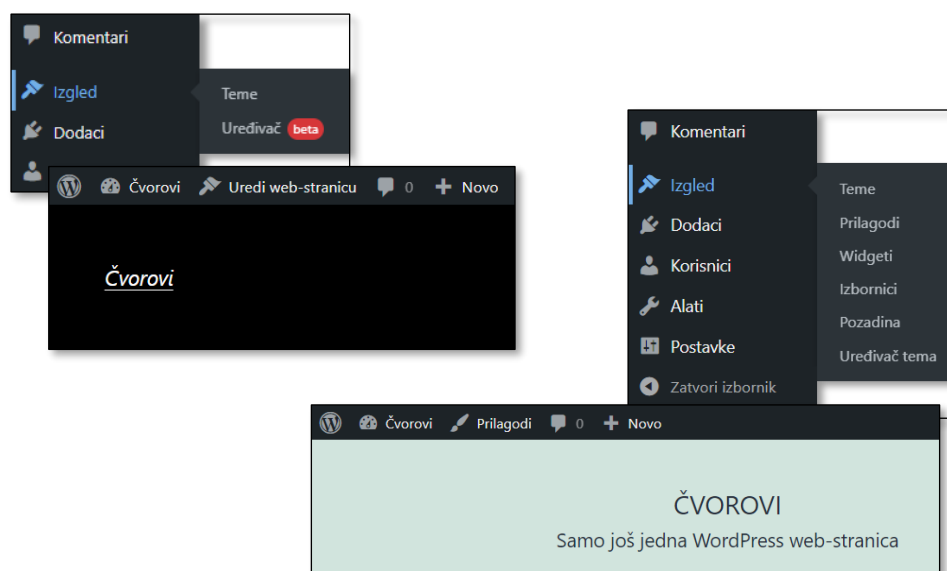 Komentari
Izgled
Dodaci
Teme
Uređivač beta
Čvorovi Uredi web-stranicu 0 Novo
Čvorovi
Komentari
Izgled
Dodaci
Korisnici
Alati
Postavke
Zatvori izbornik
Teme
Prilagodi
Widgeti
Izbornici
Pozadina
Uređivač tema
Čvorovi Prilagodi 0 Novo
ČVOROVI
Samo još jedna WordPress web-stranica